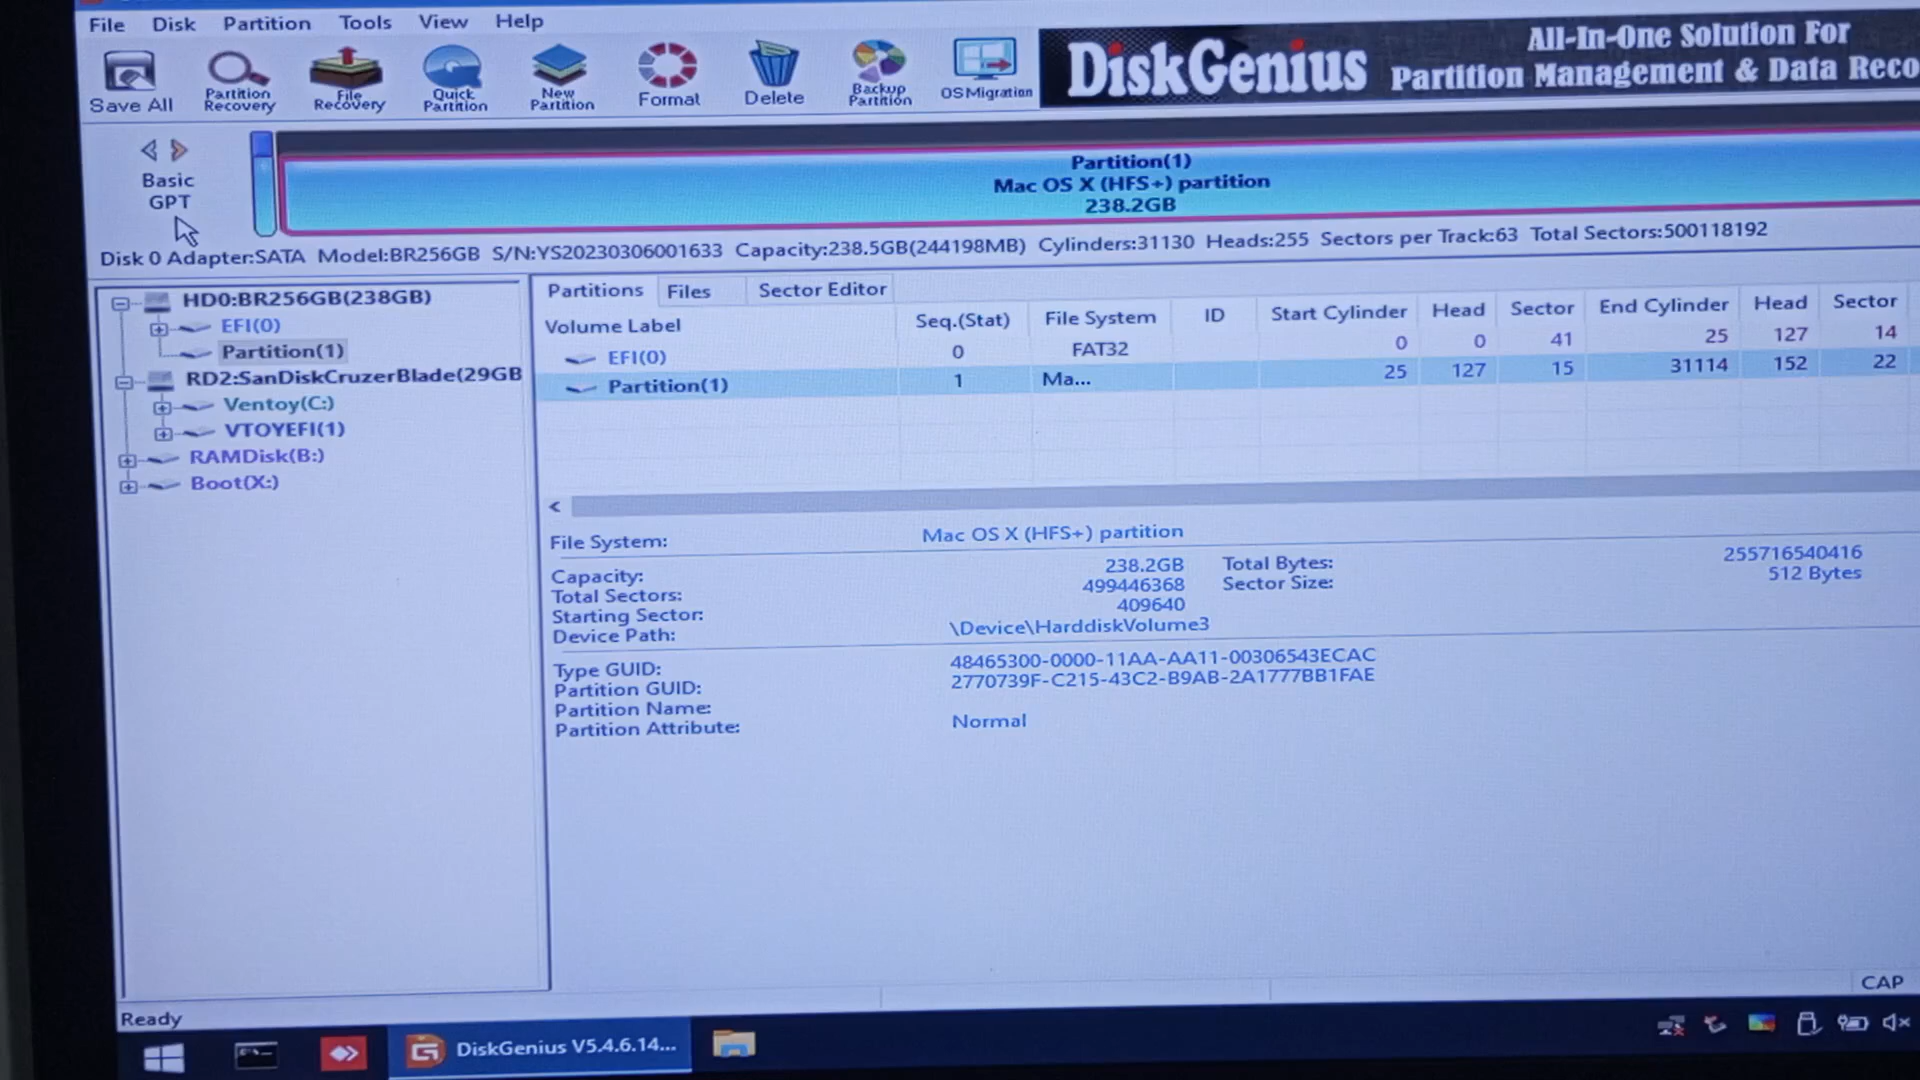 File Disk Partition Tools View Help
Save All
Partition Recovery
File Recovery
Quick Partition
New Partition
Format
Delete
Backup Partition
OS Migration
DiskGenius
All-In-One Solution For
Partition Management & Data Reco
Basic
GPT
Partition(1)
Mac OS X (HFS+) partition
238.2GB
Disk 0 Adapter:SATA Model:BR256GB S/N:YS20230306001633 Capacity:238.5GB(244198MB) Cylinders:31130 Heads:255 Sectors per Track:63 Total Sectors:500118192
HD0:BR256GB(238GB)
EFI(0)
Partition(1)
RD2:SanDiskCruzerBlade(29GB
Ventoy(C:)
VTOYEFI(1)
RAMDisk(B:)
Boot(X:)
Partitions Files Sector Editor
Volume Label Seq.(Stat) File System ID Start Cylinder Head Sector End Cylinder Head Sector
EFI(0) 0 FAT32 0 0 41 25 127 14
Partition(1) 1 Ma... 25 127 15 31114 152 22
File System: Mac OS X (HFS+) partition
Capacity: 238.2GB Total Bytes: 255716540416
Total Sectors: 499446368 Sector Size: 512 Bytes
Starting Sector: 409640
Device Path: \Device\HarddiskVolume3
Type GUID: 48465300-0000-11AA-AA11-00306543ECAC
Partition GUID: 2770739F-C215-43C2-B9AB-2A1777BB1FAE
Partition Name:
Partition Attribute: Normal
CAP
Ready
DiskGenius V5.4.6.14...